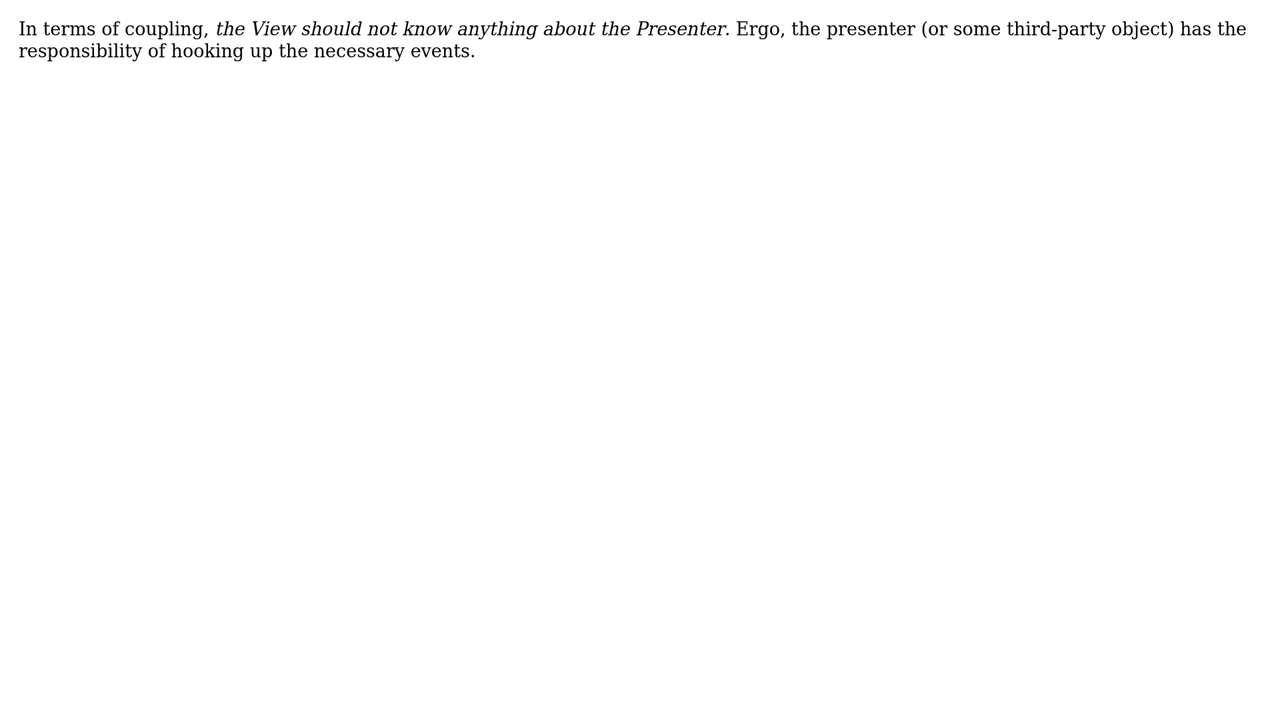 In terms of coupling, the View should not know anything about the Presenter. Ergo, the presenter (or some third-party object) has the
responsibility of hooking up the necessary events.